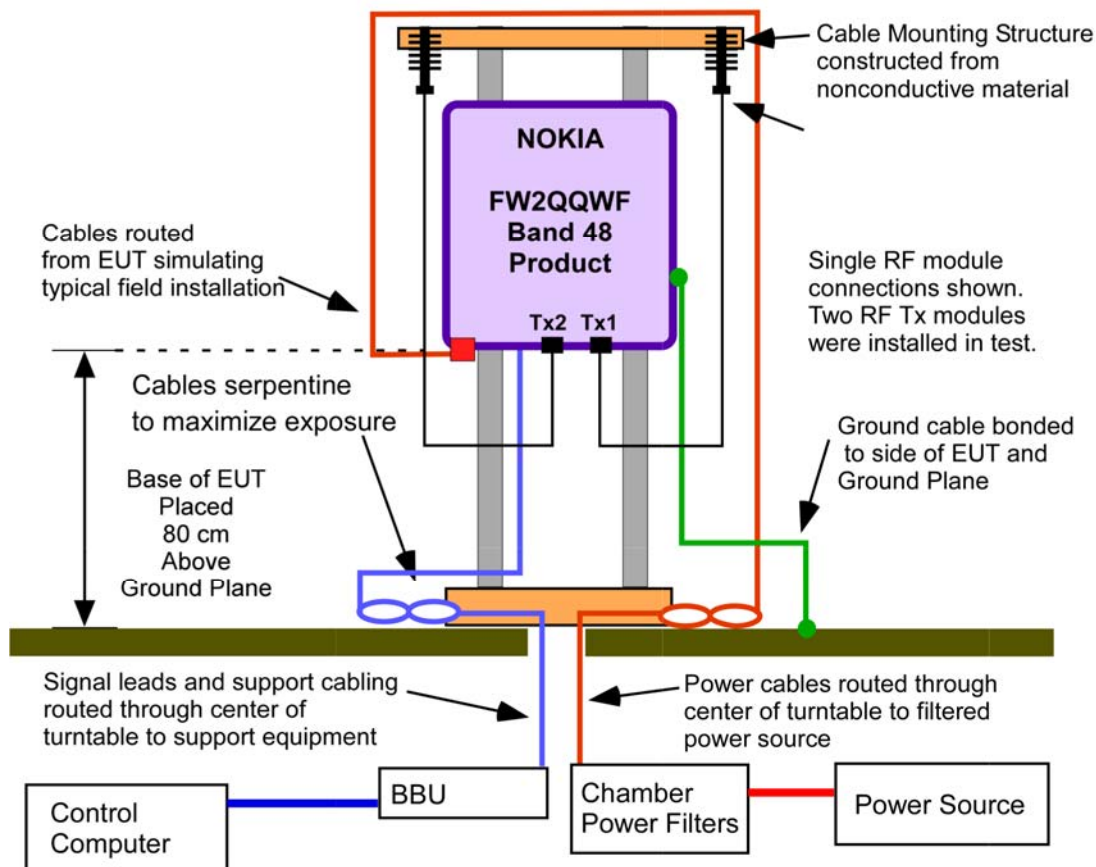 Cable Mounting Structure
constructed from
nonconductive material
NOKIA
FW2QQWF
Band 48
Product
Tx2 Tx1
Cables routed
from EUT simulating
typical field installation
Single RF module
connections shown.
Two RF Tx modules
were installed in test.
Cables serpentine
to maximize exposure
Ground cable bonded
to side of EUT and
Ground Plane
Base of EUT
Placed
80 cm
Above
Ground Plane
Signal leads and support cabling
routed through center of
turntable to support equipment
Power cables routed through
center of turntable to filtered
power source
Control
Computer
BBU
Chamber
Power Filters
Power Source